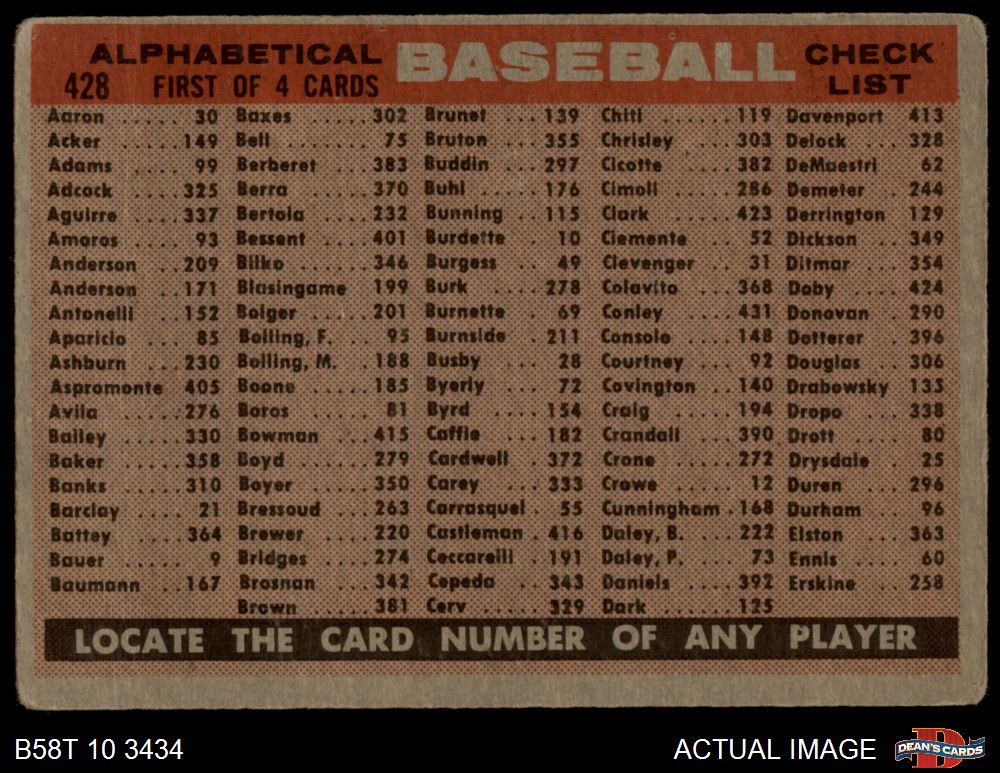 ALPHABETICAL BASEBALL CHECK
428 FIRST OF 4 CARDS LIST
Aaron ..... 30 Baxes ..... 302 Brunet ... 139 Chiti ...... 119 Davenport 413
Acker ..... 149 Bell ...... 75 Bruton ... 355 Chrisley ... 303 Delock ... 328
Adams .... 99 Berberet ... 383 Buddin ... 297 Cicotte .... 382 DeMaestri 62
Adcock ... 325 Berra ..... 370 Buhl ..... 176 Cimoli .... 286 Demeter .. 244
Aguirre ... 337 Bertoia .... 232 Bunning .. 115 Clark ..... 423 Derrington 129
Amoros ... 93 Bessent .... 401 Burdette . 10 Clemente .. 52 Dickson .. 349
Anderson .. 209 Bilko ...... 346 Burgess .. 49 Clevenger .. 31 Ditmar ... 354
Anderson .. 171 Blasingame 199 Burk ..... 278 Colavito ... 368 Doby .... 424
Antonelli .. 152 Bolger ..... 201 Burnette . 69 Conley .... 431 Donovan . 290
Aparicio ... 85 Bolling, F. .. 95 Burnside . 211 Consolo ... 148 Dotterer . 396
Ashburn ... 230 Bolling, M. . 188 Busby .... 28 Courtney .. 92 Douglas .. 306
Aspromonte 405 Boone .... 185 Byerly ... 72 Covington . 140 Drabowsky 135
Avila ..... 276 Boros ..... 81 Byrd .... 154 Craig ..... 194 Dropo ... 338
Bailey ..... 330 Bowman ... 415 Caffie ... 182 Crandall ... 390 Drott .... 80
Baker ..... 358 Boyd ..... 279 Cardwell . 372 Crone ..... 272 Drysdale . 25
Banks ..... 310 Boyer ..... 350 Carey .... 333 Crowe .... 12 Duren ... 296
Barclay .... 21 Bressoud ... 263 Carrasquel . 55 Cunningham . 168 Durham .. 96
Battey ..... 364 Brewer .... 220 Castleman . 416 Daley, B. ... 222 Elston ... 363
Bauer ..... 9 Bridges .... 274 Ceccarelli . 191 Daley, P. ... 73 Ennis .... 60
Baumann .. 167 Brosnan ... 342 Cepeda ... 343 Daniels ... 392 Erskine .. 258
Brown .... 381 Cerv ..... 329 Dark ..... 125
LOCATE THE CARD NUMBER OF ANY PLAYER
B58T 10 3434 ACTUAL IMAGE D DEAN'S CARDS